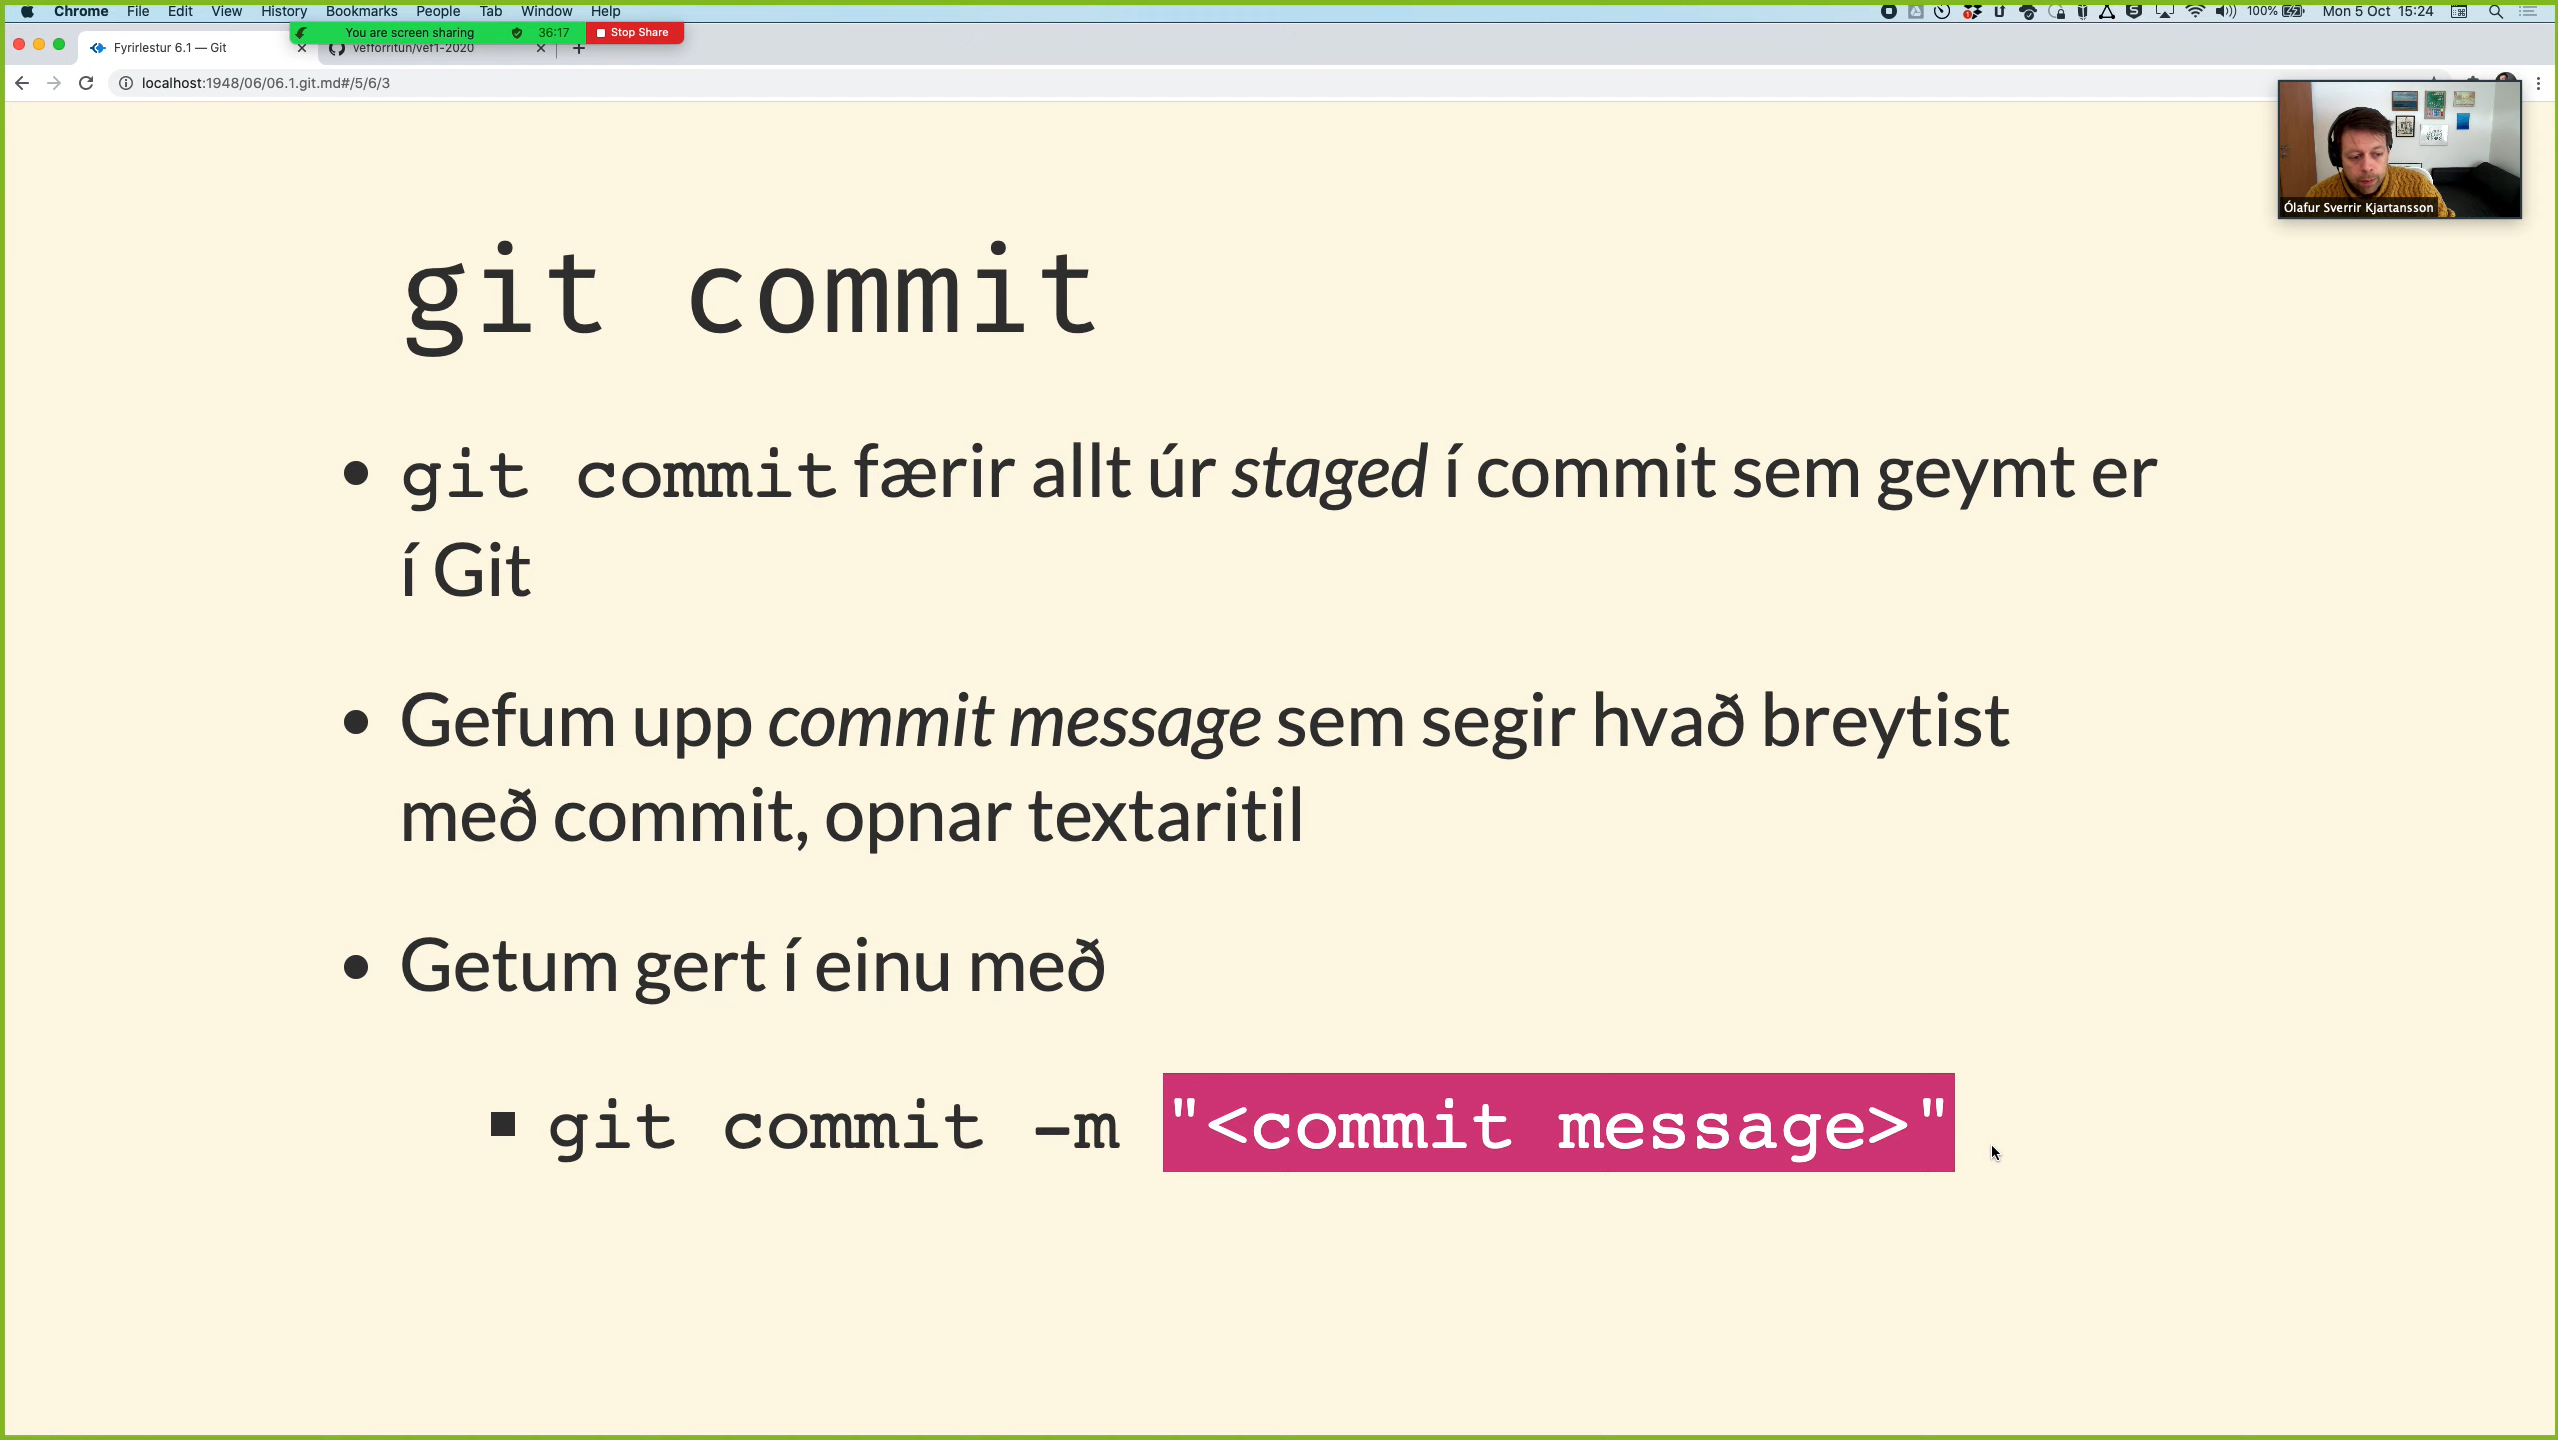 Chrome File Edit View History Bookmarks People Tab Window Help
100% Mon 5 Oct 15:24
You are screen sharing 36:17 Stop Share
Fyrirlestur 6.1 — Git
vefforritun/vef1-2020
localhost:1948/06/06.1.git.md#/5/6/3
Ólafur Sverrir Kjartansson
git commit
git commit færir allt úr staged í commit sem geymt er
í Git
Gefum upp commit message sem segir hvað breytist
með commit, opnar textaritil
Getum gert í einu með
git commit -m "<commit message>"